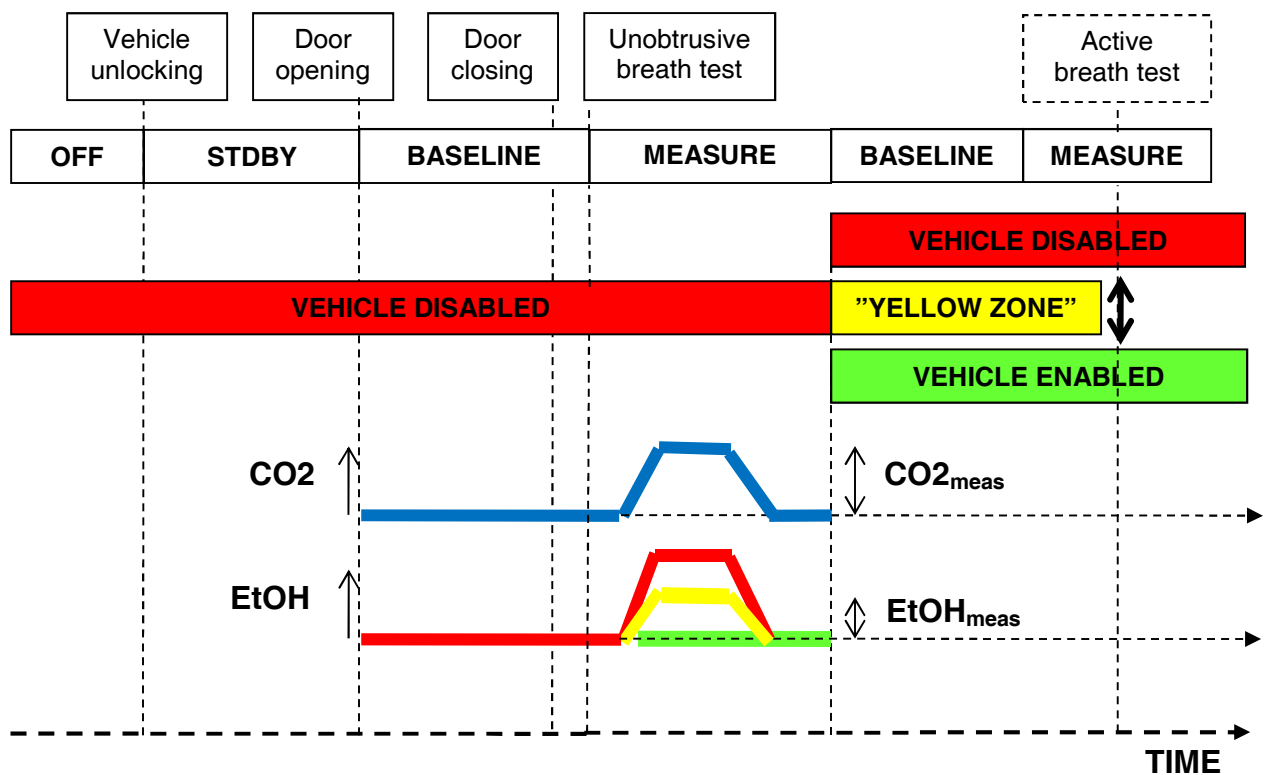 Vehicle
unlocking
Door
opening
Door
closing
Unobtrusive
breath test
Active
breath test
OFF
STDBY
BASELINE
MEASURE
BASELINE
MEASURE
VEHICLE DISABLED
VEHICLE DISABLED
”YELLOW ZONE”
VEHICLE ENABLED
CO2
CO2meas
EtOH
EtOHmeas
TIME